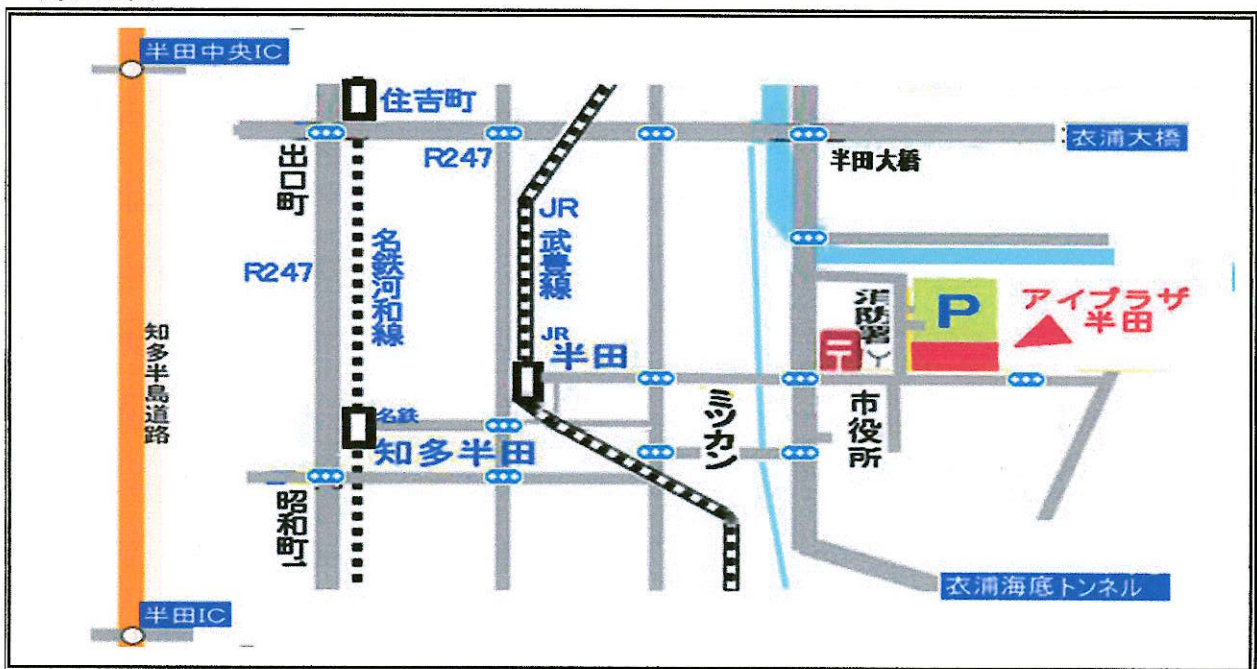 半田中央IC
住吉町
出口町
R247
衣浦大橋
半田大橋
JR
武豊線
名鉄河和線
R247
知多半島道路
消防署
P
アイプラザ
半田
JR
半田
〒
Y
名鉄
知多半田
ミツカン
市役所
昭和町1
衣浦海底トンネル
半田IC